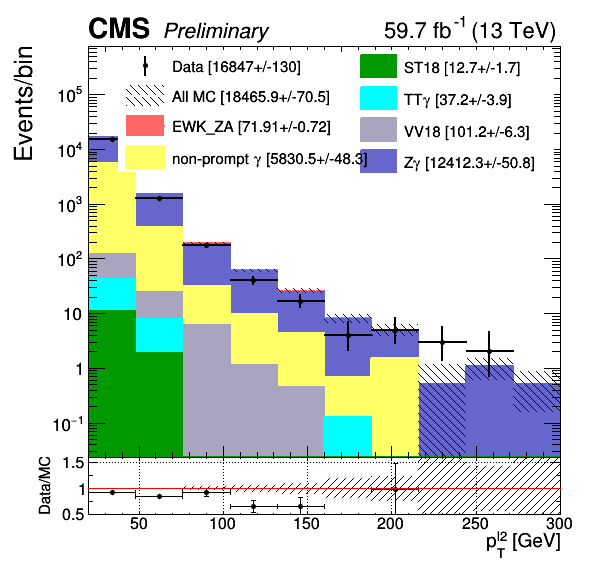 CMS Preliminary 59.7 fb⁻¹ (13 TeV)
Events/bin
Data [16847+/-130]
All MC [18465.9+/-70.5]
EWK_ZA [71.91+/-0.72]
non-prompt γ [5830.5+/-48.3]
ST18 [12.7+/-1.7]
TTγ [37.2+/-3.9]
VV18 [101.2+/-6.3]
Zγ [12412.3+/-50.8]
10⁵
10⁴
10³
10²
10
1
10⁻¹
Data/MC
1.5
1
0.5
50 100 150 200 250 300
p_T^l2 [GeV]